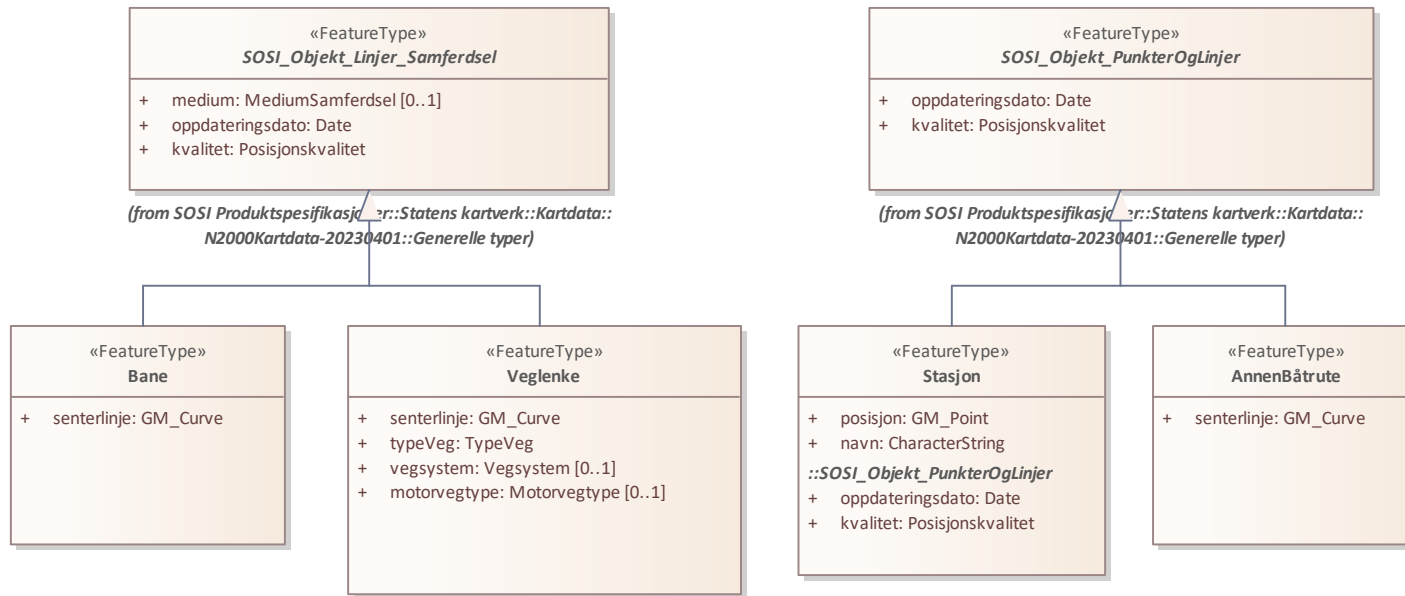 «FeatureType»
SOSI_Objekt_Linjer_Samferdsel
+ medium: MediumSamferdsel [0..1]
+ oppdateringsdato: Date
+ kvalitet: Posisjonskvalitet
(from SOSI Produktspesifikasjoner::Statens kartverk::Kartdata::
N2000Kartdata-20230401::Generelle typer)
«FeatureType»
SOSI_Objekt_PunkterOgLinjer
+ oppdateringsdato: Date
+ kvalitet: Posisjonskvalitet
(from SOSI Produktspesifikasjoner::Statens kartverk::Kartdata::
N2000Kartdata-20230401::Generelle typer)
«FeatureType»
Bane
+ senterlinje: GM_Curve
«FeatureType»
Veglenke
+ senterlinje: GM_Curve
+ typeVeg: TypeVeg
+ vegsystem: Vegsystem [0..1]
+ motorvegtype: Motorvegtype [0..1]
«FeatureType»
Stasjon
+ posisjon: GM_Point
+ navn: CharacterString
::SOSI_Objekt_PunkterOgLinjer
+ oppdateringsdato: Date
+ kvalitet: Posisjonskvalitet
«FeatureType»
AnnenBåtrute
+ senterlinje: GM_Curve